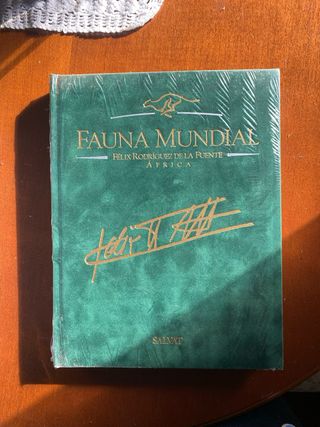 FAUNA MUNDIAL
FÉLIX RODRÍGUEZ DE LA FUENTE
ÁFRICA
SALVAT